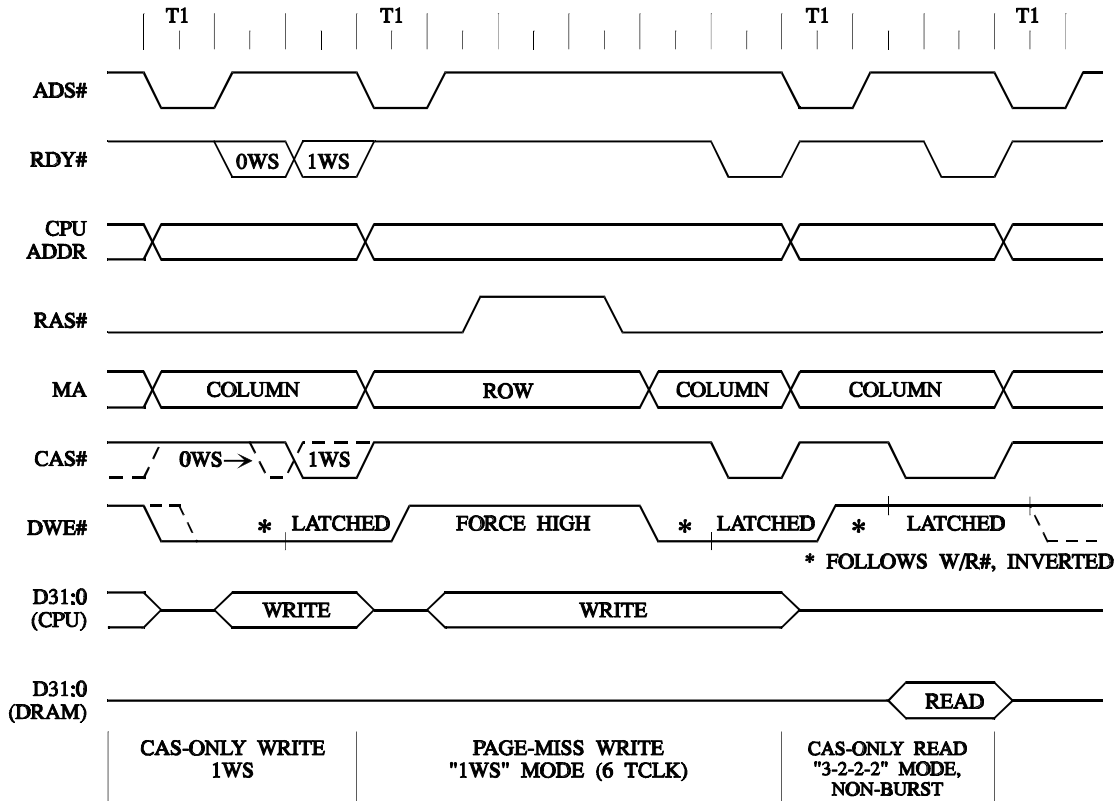 T1 T1 T1 T1
ADS#
RDY# 0WS 1WS
CPU
ADDR
RAS#
MA COLUMN ROW COLUMN COLUMN
CAS# 0WS→ 1WS
DWE# * LATCHED FORCE HIGH * LATCHED * LATCHED
* FOLLOWS W/R#, INVERTED
D31:0
(CPU) WRITE WRITE
D31:0
(DRAM) READ
CAS-ONLY WRITE
1WS
PAGE-MISS WRITE
"1WS" MODE (6 TCLK)
CAS-ONLY READ
"3-2-2-2" MODE,
NON-BURST